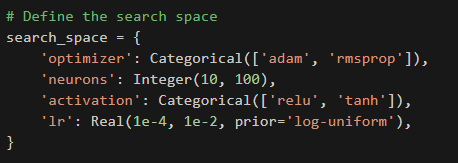 # Define the search space
search_space = {
    'optimizer': Categorical(['adam', 'rmsprop']),
    'neurons': Integer(10, 100),
    'activation': Categorical(['relu', 'tanh']),
    'lr': Real(1e-4, 1e-2, prior='log-uniform'),
}